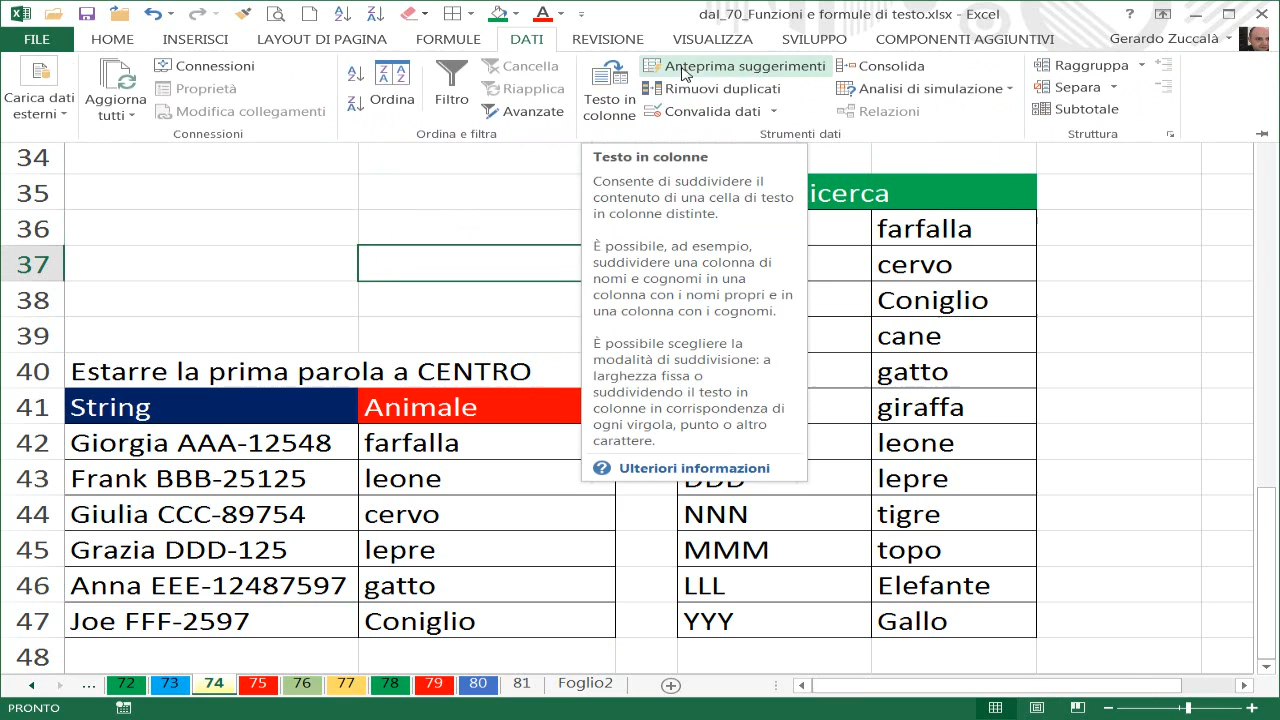 dal_70_Funzioni e formule di testo.xlsx - Excel
FILE HOME INSERISCI LAYOUT DI PAGINA FORMULE DATI REVISIONE VISUALIZZA SVILUPPO COMPONENTI AGGIUNTIVI Gerardo Zuccalà
Carica dati esterni
Aggiorna tutti
Connessioni
Proprietà
Modifica collegamenti
Connessioni
Ordina
Filtro
Cancella
Riapplica
Avanzate
Ordina e filtra
Testo in colonne
Anteprima suggerimenti
Rimuovi duplicati
Convalida dati
Consolida
Analisi di simulazione
Relazioni
Strumenti dati
Raggruppa
Separa
Subtotale
Struttura
Testo in colonne
Consente di suddividere il
contenuto di una cella di testo
in colonne distinte.
È possibile, ad esempio,
suddividere una colonna di
nomi e cognomi in una
colonna con i nomi propri e in
una colonna con i cognomi.
È possibile scegliere la
modalità di suddivisione: a
larghezza fissa o
suddividendo il testo in
colonne in corrispondenza di
ogni virgola, punto o altro
carattere.
Ulteriori informazioni
34
35 icerca
36 farfalla
37 cervo
38 Coniglio
39 cane
40 Estarre la prima parola a CENTRO gatto
41 String Animale giraffa
42 Giorgia AAA-12548 farfalla leone
43 Frank BBB-25125 leone DDD lepre
44 Giulia CCC-89754 cervo NNN tigre
45 Grazia DDD-125 lepre MMM topo
46 Anna EEE-12487597 gatto LLL Elefante
47 Joe FFF-2597 Coniglio YYY Gallo
48
... 72 73 74 75 76 77 78 79 80 81 Foglio2
PRONTO